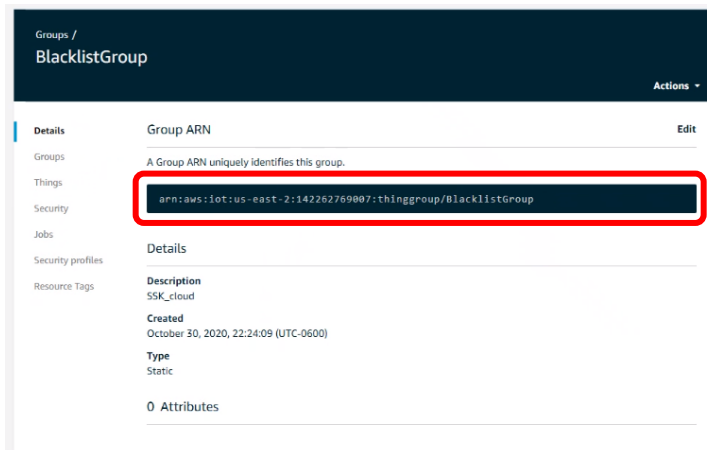 Groups /
BlacklistGroup
Actions
Details
Groups
Things
Security
Jobs
Security profiles
Resource Tags
Group ARN
Edit
A Group ARN uniquely identifies this group.
arn:aws:iot:us-east-2:142262769007:thinggroup/BlacklistGroup
Details
Description
SSK_cloud
Created
October 30, 2020, 22:24:09 (UTC-0600)
Type
Static
0 Attributes